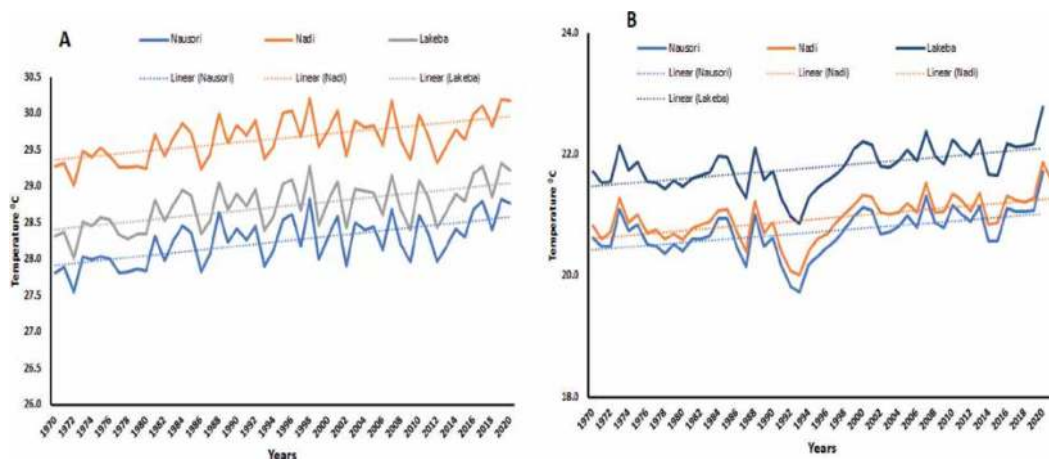 A
Nausori Nadi Lakeba
Linear (Nausori) Linear (Nadi) Linear (Lakeba)
30.5
30.0
29.5
29.0
28.5
28.0
27.5
27.0
26.5
26.0
Temperature °C
1970 1972 1974 1976 1978 1980 1982 1984 1986 1988 1990 1992 1994 1996 1998 2000 2002 2004 2006 2008 2010 2012 2014 2016 2018 2020
Years
B
Nausori Nadi Lakeba
Linear (Nausori) Linear (Nadi) Linear (Nadi)
Linear (Lakeba)
24.0
22.0
20.0
18.0
Temperature °C
1970 1972 1974 1976 1978 1980 1982 1984 1986 1988 1990 1992 1994 1996 1998 2000 2002 2004 2006 2008 2010 2012 2014 2016 2018 2020
Years